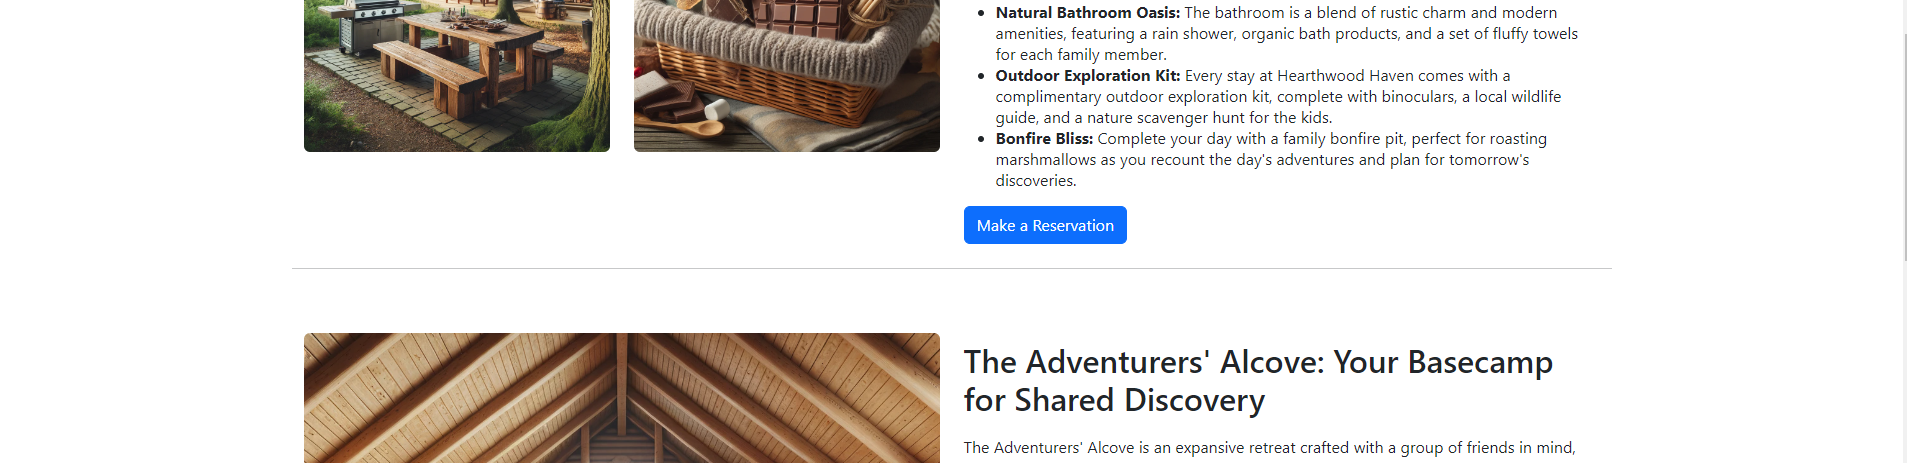 Natural Bathroom Oasis: The bathroom is a blend of rustic charm and modern
amenities, featuring a rain shower, organic bath products, and a set of fluffy towels
for each family member.
Outdoor Exploration Kit: Every stay at Hearthwood Haven comes with a
complimentary outdoor exploration kit, complete with binoculars, a local wildlife
guide, and a nature scavenger hunt for the kids.
Bonfire Bliss: Complete your day with a family bonfire pit, perfect for roasting
marshmallows as you recount the day's adventures and plan for tomorrow's
discoveries.
Make a Reservation
The Adventurers' Alcove: Your Basecamp
for Shared Discovery
The Adventurers' Alcove is an expansive retreat crafted with a group of friends in mind,